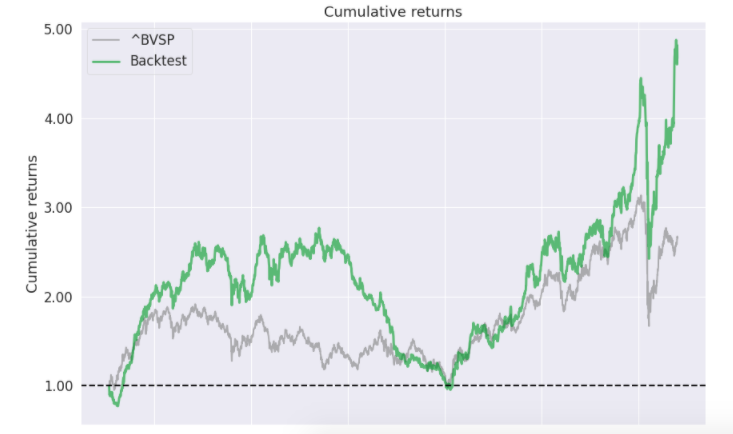 Cumulative returns
5.00
^BVSP
Backtest
4.00
3.00
Cumulative returns
2.00
1.00